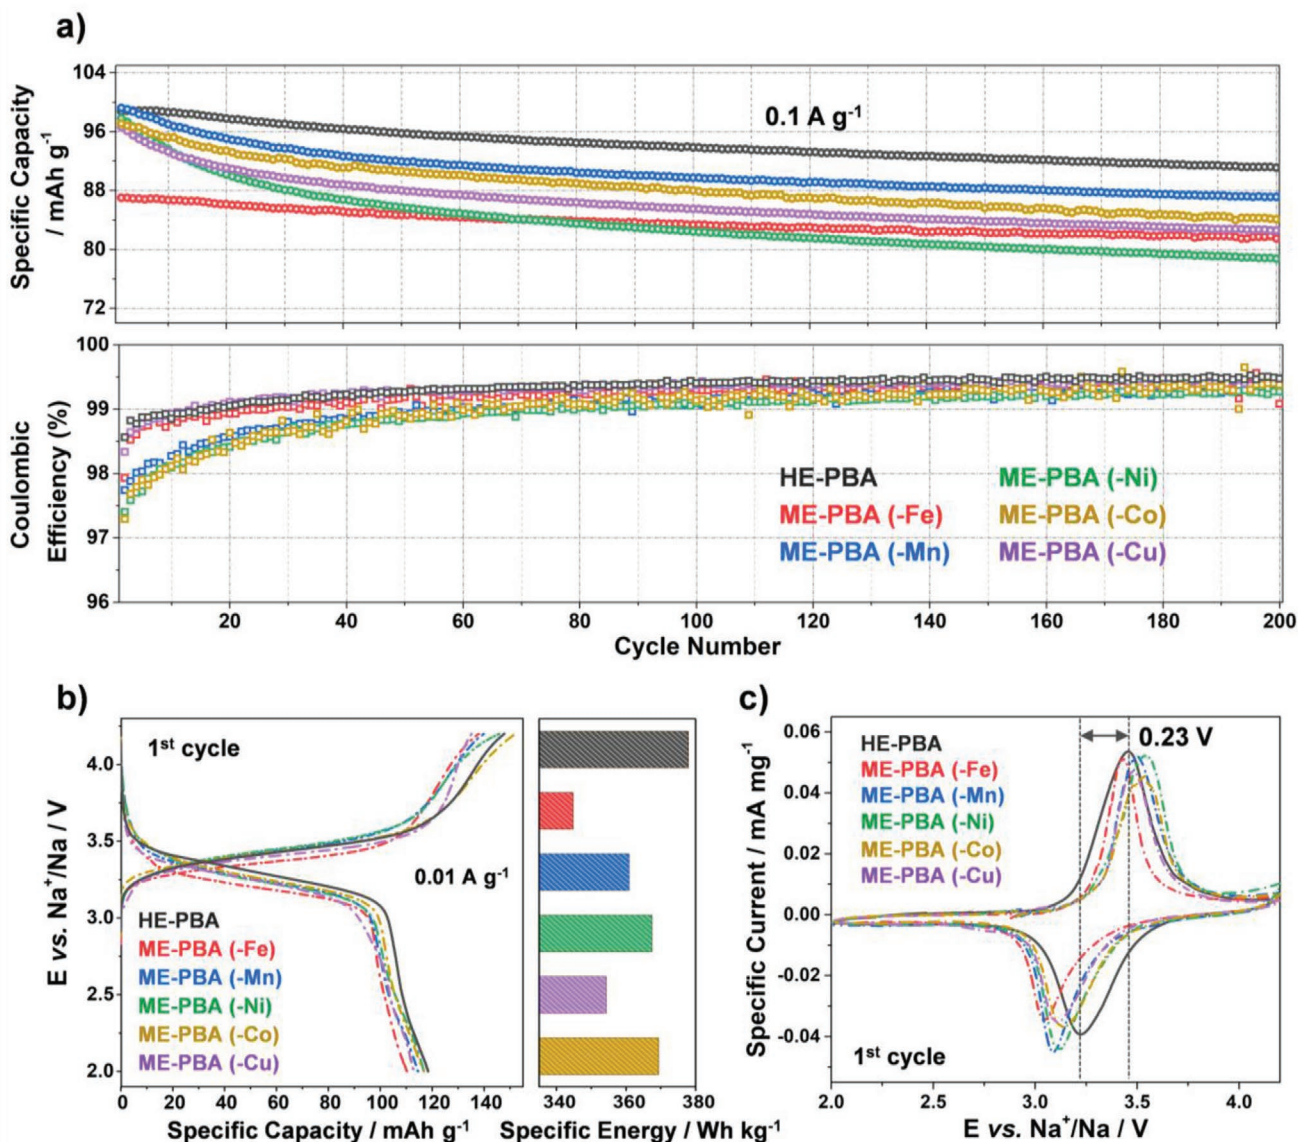 a)
Specific Capacity
/ mAh g-1
104
96
88
80
72
0.1 A g-1
Coulombic
Efficiency (%)
100
99
98
97
96
HE-PBA
ME-PBA (-Fe)
ME-PBA (-Mn)
ME-PBA (-Ni)
ME-PBA (-Co)
ME-PBA (-Cu)
20 40 60 80 100 120 140 160 180 200
Cycle Number
b)
E vs. Na+/Na / V
4.0
3.5
3.0
2.5
2.0
1st cycle
0.01 A g-1
HE-PBA
ME-PBA (-Fe)
ME-PBA (-Mn)
ME-PBA (-Ni)
ME-PBA (-Co)
ME-PBA (-Cu)
0 20 40 60 80 100 120 140
Specific Capacity / mAh g-1
340 360 380
Specific Energy / Wh kg-1
c)
Specific Current / mA mg-1
0.06
0.04
0.02
0.00
-0.02
-0.04
HE-PBA
ME-PBA (-Fe)
ME-PBA (-Mn)
ME-PBA (-Ni)
ME-PBA (-Co)
ME-PBA (-Cu)
0.23 V
1st cycle
2.0 2.5 3.0 3.5 4.0
E vs. Na+/Na / V